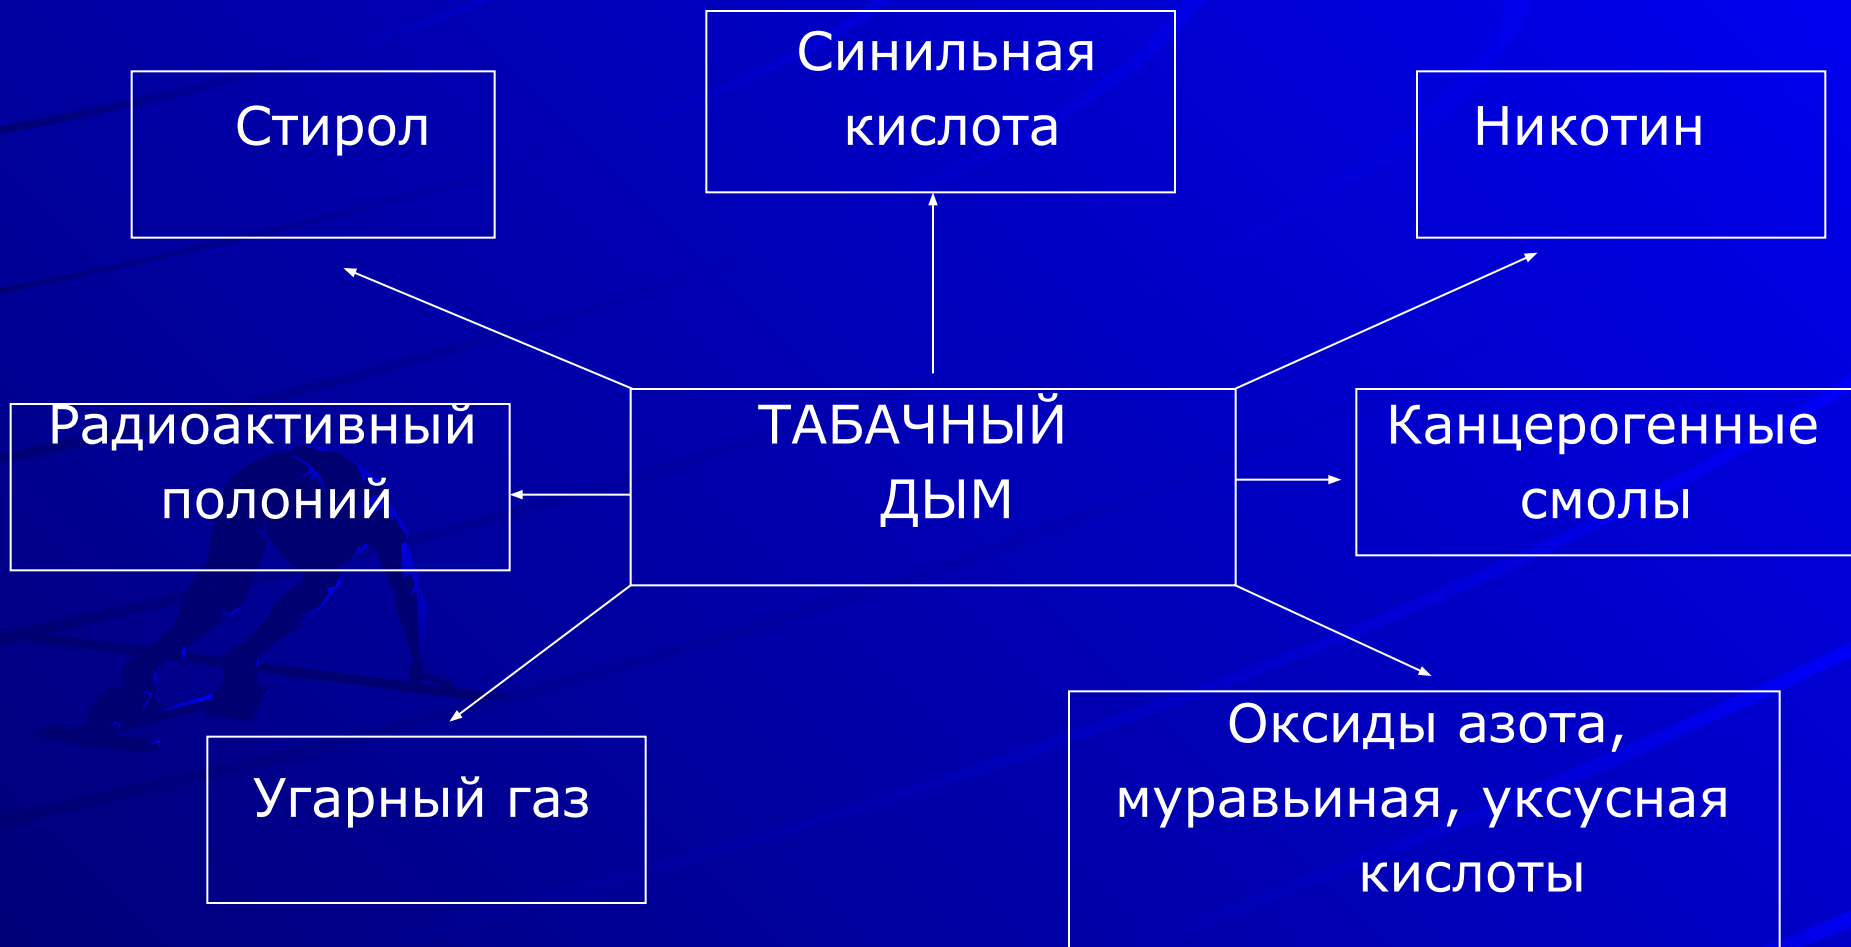 Стирол
Синильная
кислота
Никотин
Радиоактивный
полоний
ТАБАЧНЫЙ
ДЫМ
Канцерогенные
смолы
Угарный газ
Оксиды азота,
муравьиная, уксусная
кислоты